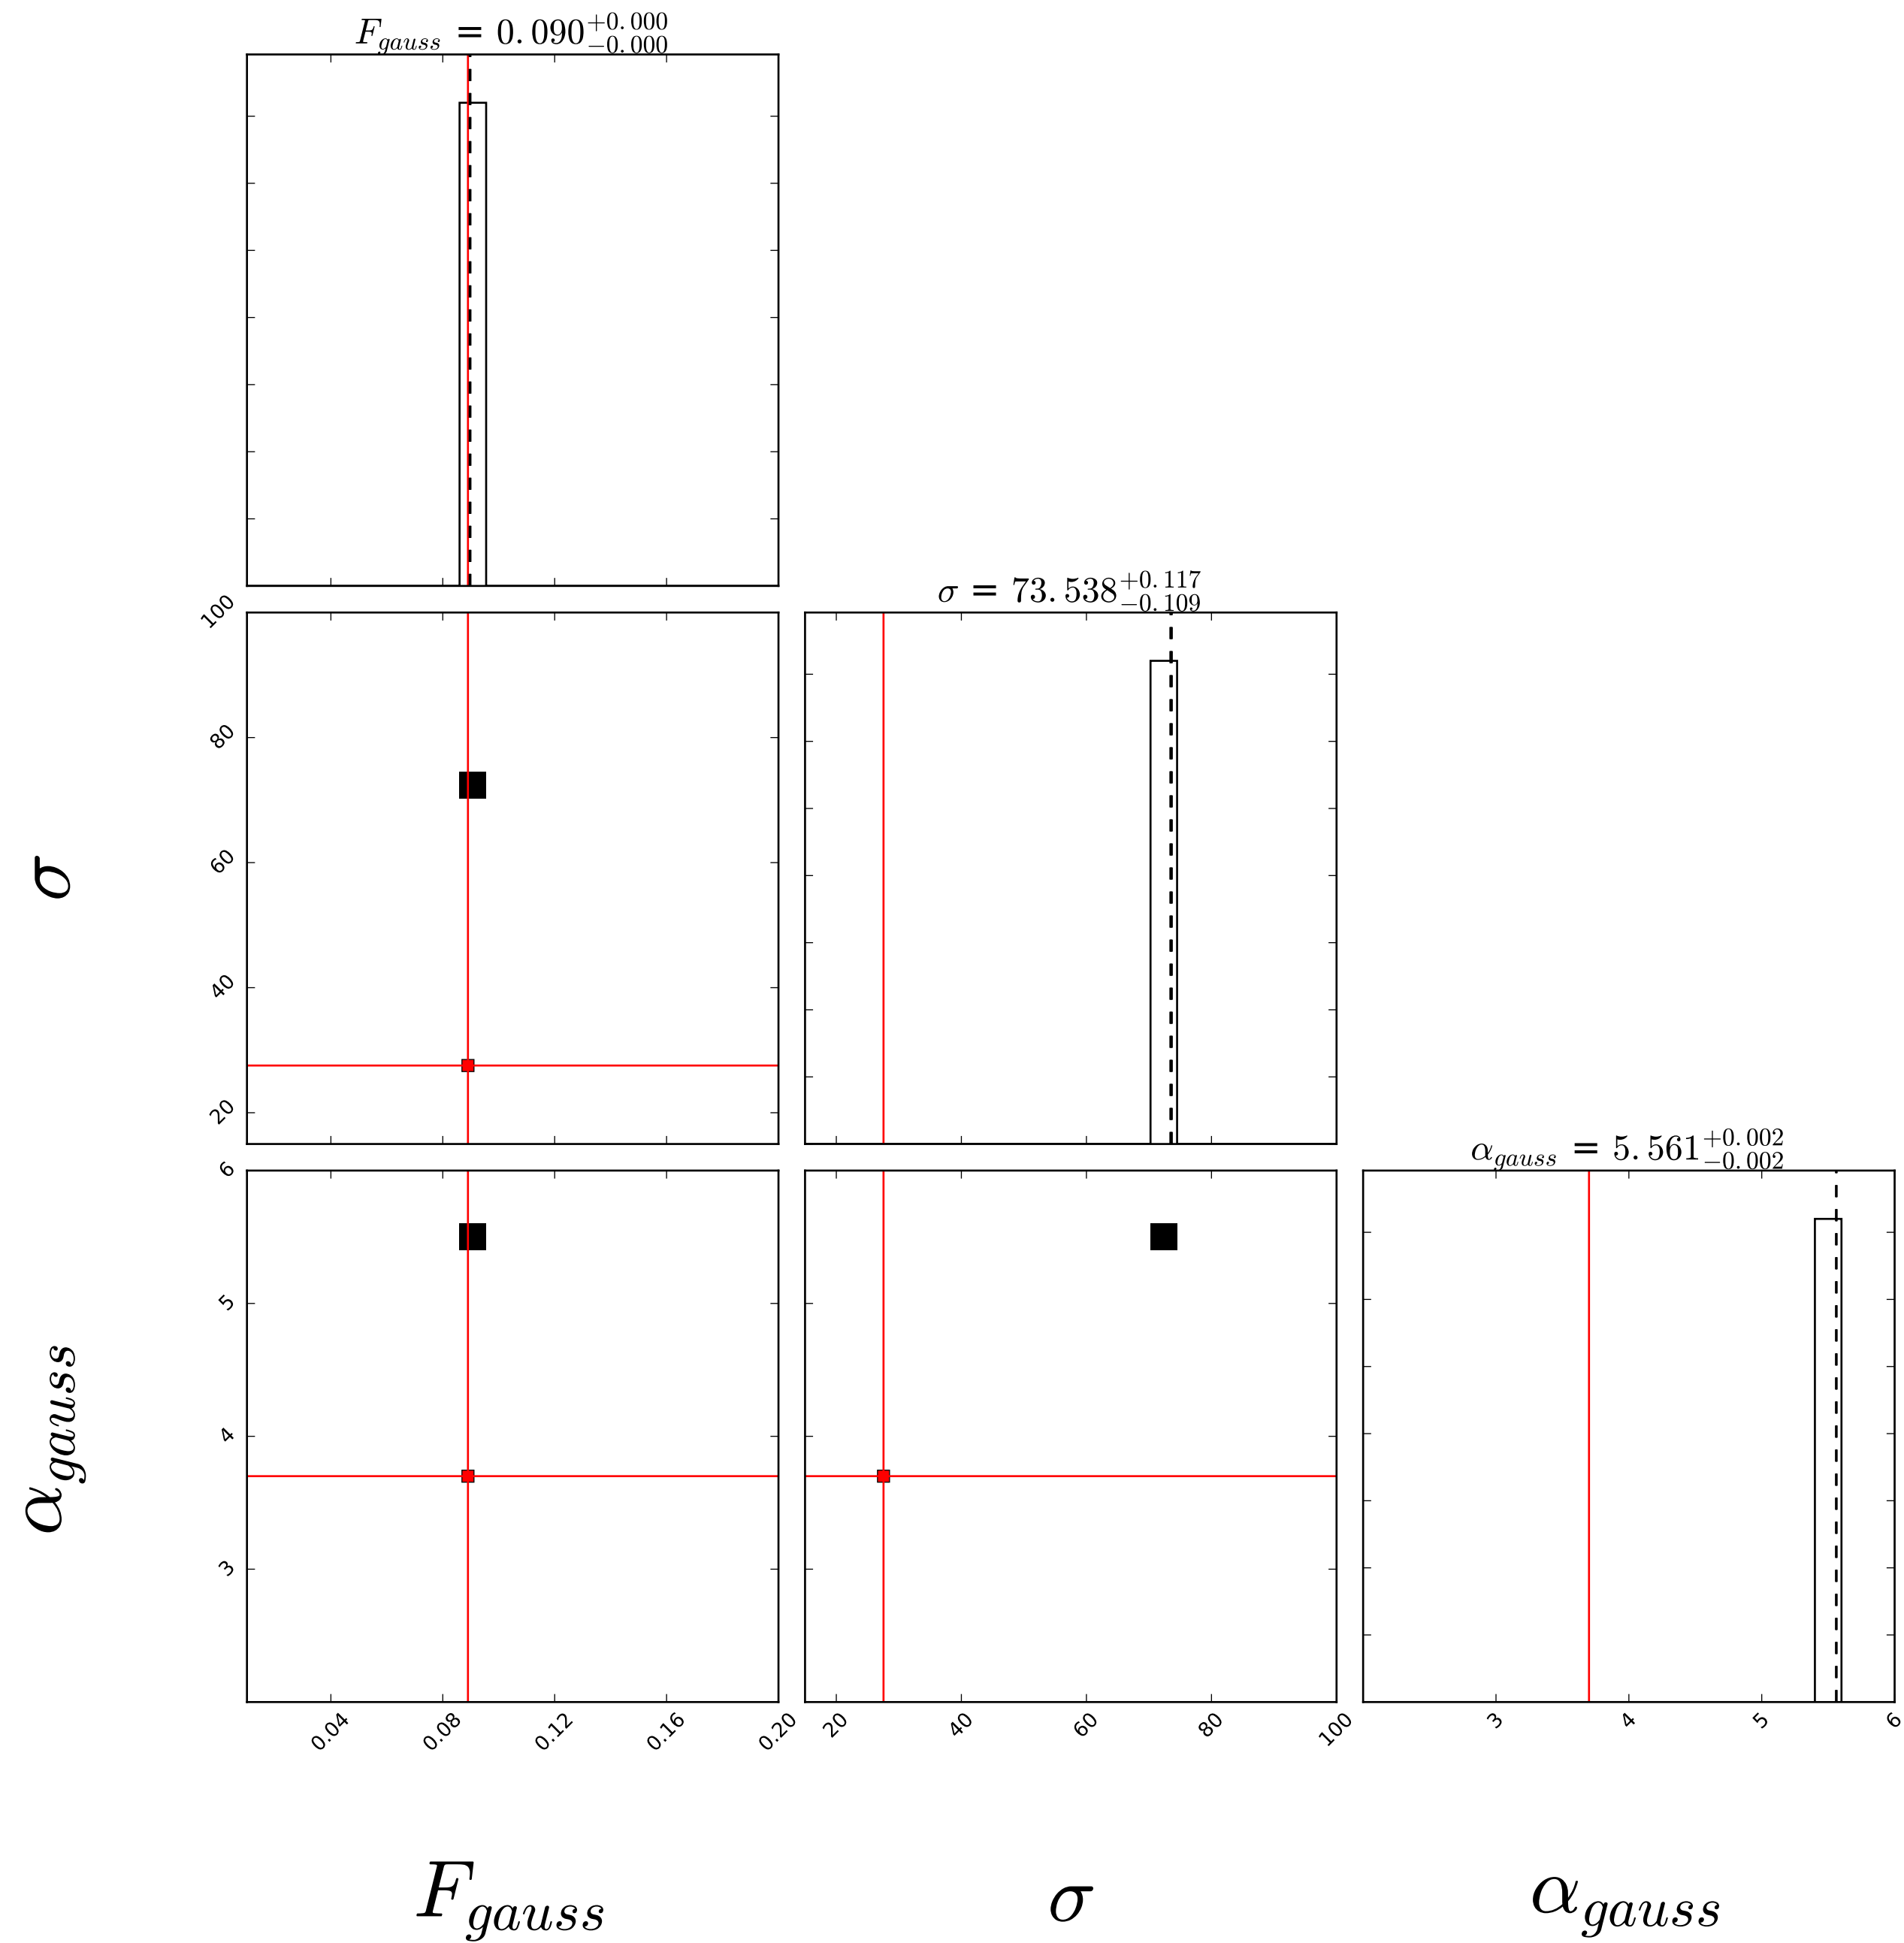 F_gauss = 0.090 +0.000 −0.000
100
σ = 73.538 +0.117 −0.109
80
σ
60
40
20
6
α_gauss = 5.561 +0.002 −0.002
5
α_gauss
4
3
0.04 0.08 0.12 0.16 0.20 20 40 60 80 100 3 4 5 6
F_gauss σ α_gauss